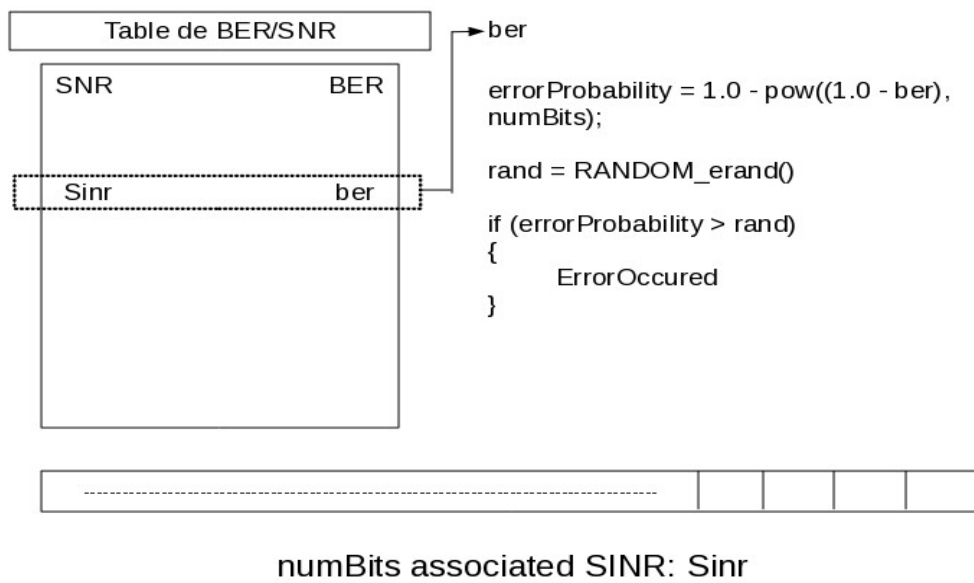 Table de BER/SNR
SNR BER
Sinr ber
ber
errorProbability = 1.0 - pow((1.0 - ber),
numBits);
rand = RANDOM_erand()
if (errorProbability > rand)
{
ErrorOccured
}
numBits associated SINR: Sinr